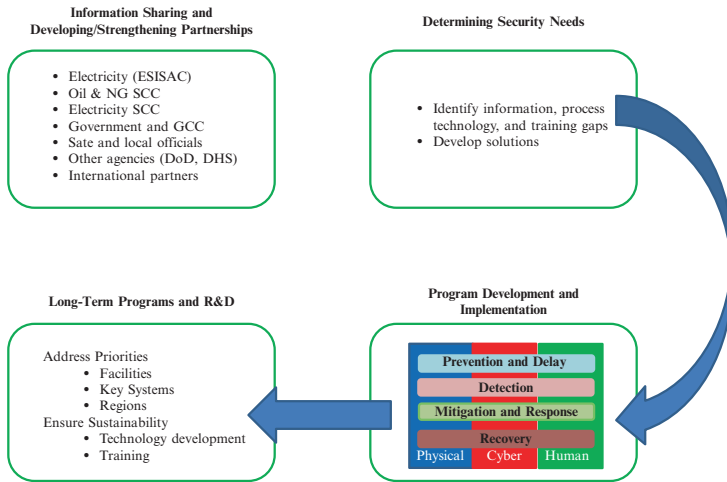 Information Sharing and
Developing/Strengthening Partnerships
• Electricity (ESISAC)
• Oil & NG SCC
• Electricity SCC
• Government and GCC
• Sate and local officials
• Other agencies (DoD, DHS)
• International partners
Determining Security Needs
• Identify information, process
technology, and training gaps
• Develop solutions
Long-Term Programs and R&D
Address Priorities
• Facilities
• Key Systems
• Regions
Ensure Sustainability
• Technology development
• Training
Program Development and
Implementation
Prevention and Delay
Detection
Mitigation and Response
Recovery
Physical Cyber Human